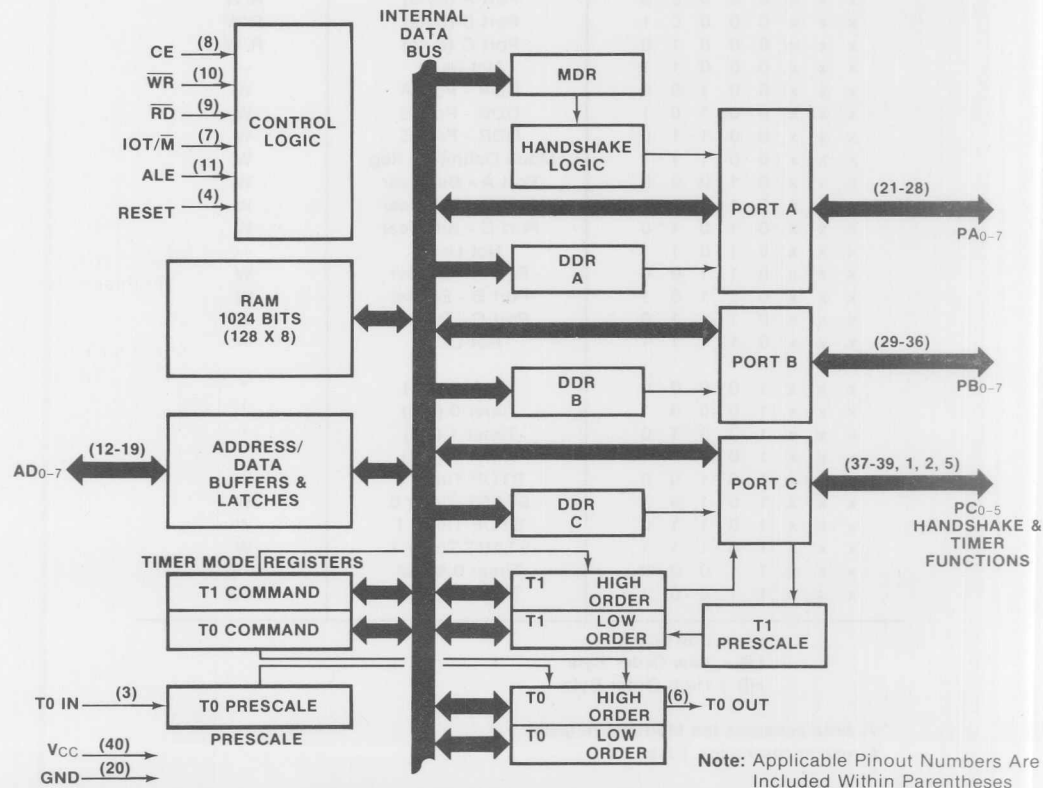 INTERNAL
DATA
BUS
CE (8)
W̅R̅ (10)
R̅D̅ (9)
IOT/M̅ (7)
ALE (11)
RESET (4)
CONTROL
LOGIC
MDR
HANDSHAKE
LOGIC
PORT A
(21-28)
PA0-7
DDR
A
RAM
1024 BITS
(128 X 8)
PORT B
(29-36)
PB0-7
DDR
B
AD0-7
(12-19)
ADDRESS/
DATA
BUFFERS &
LATCHES
PORT C
(37-39, 1, 2, 5)
PC0-5
HANDSHAKE &
TIMER
FUNCTIONS
DDR
C
TIMER MODE REGISTERS
T1 COMMAND
T0 COMMAND
T1 HIGH
ORDER
T1 LOW
ORDER
T1
PRESCALE
T0 IN (3)
T0 PRESCALE
PRESCALE
T0 HIGH
ORDER
T0 LOW
ORDER
(6)
T0 OUT
VCC (40)
GND (20)
Note: Applicable Pinout Numbers Are
Included Within Parentheses